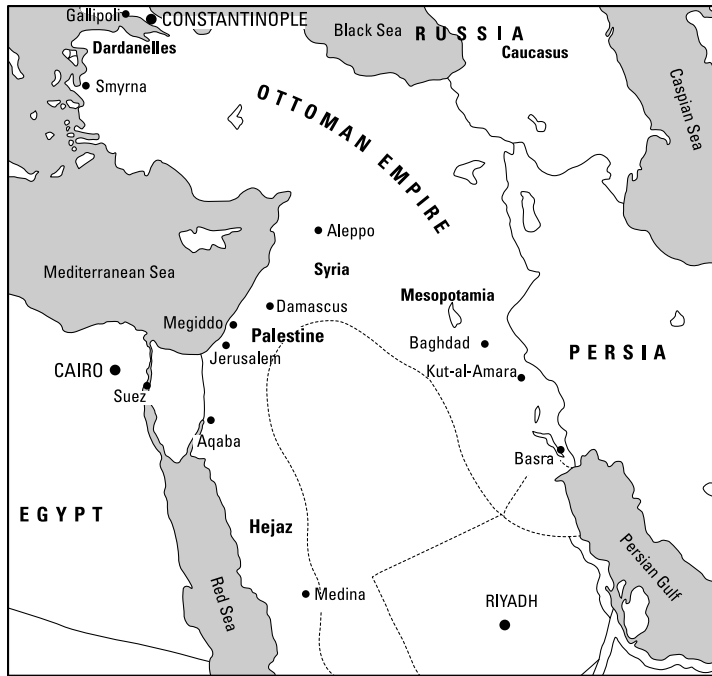 Gallipoli
CONSTANTINOPLE
Dardanelles
Black Sea
RUSSIA
Caucasus
Caspian Sea
Smyrna
OTTOMAN EMPIRE
Aleppo
Syria
Mediterranean Sea
Mesopotamia
Damascus
Megiddo
Palestine
Jerusalem
Baghdad
PERSIA
CAIRO
Kut-al-Amara
Suez
Aqaba
Basra
EGYPT
Hejaz
Persian Gulf
Red Sea
Medina
RIYADH